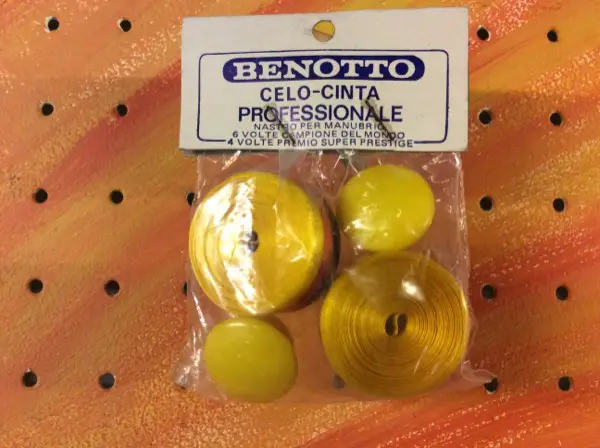 BENOTTO
CELO-CINTA
PROFESSIONALE
NASTRO PER MANUBRIO
6 VOLTE CAMPIONE DEL MONDO
4 VOLTE PREMIO SUPER PRESTIGE